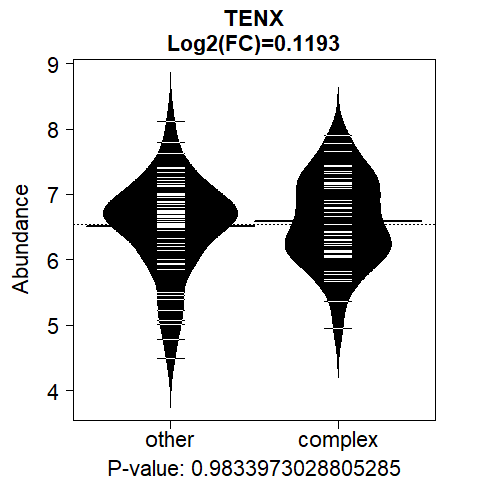 TENX
Log2(FC)=0.1193
9
8
7
6
5
4
Abundance
other complex
P-value: 0.9833973028805285